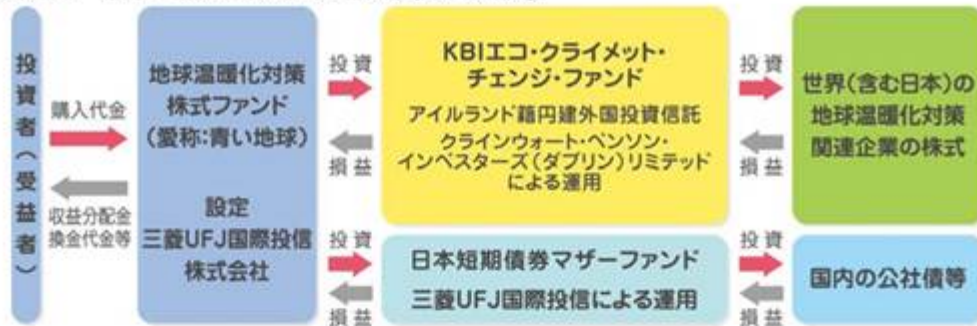 投資者（受益者）
購入代金
収益分配金
換金代金等
地球温暖化対策
株式ファンド
（愛称：青い地球）
設定
三菱UFJ国際投信
株式会社
投資
損益
KBIエコ・クライメット・
チェンジ・ファンド
アイルランド籍円建外国投資信託
クラインウォート・ベンソン・
インベスターズ（ダブリン）リミテッド
による運用
投資
損益
世界（含む日本）の
地球温暖化対策
関連企業の株式
投資
損益
日本短期債券マザーファンド
三菱UFJ国際投信による運用
投資
損益
国内の公社債等